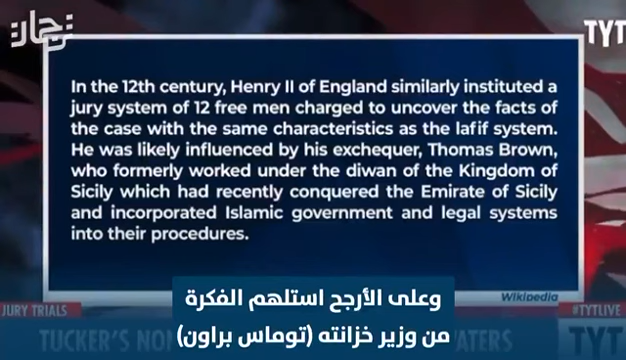 ترجمان
TYT
In the 12th century, Henry II of England similarly instituted a
jury system of 12 free men charged to uncover the facts of
the case with the same characteristics as the lafif system.
He was likely influenced by his exchequer, Thomas Brown,
who formerly worked under the diwan of the Kingdom of
Sicily which had recently conquered the Emirate of Sicily
and incorporated Islamic government and legal systems
into their procedures.
Wikipedia
JURY TRIALS
#TYTLIVE
TUCKER'S
TYT
وعلى الأرجح استلهم الفكرة
من وزير خزانته (توماس براون)